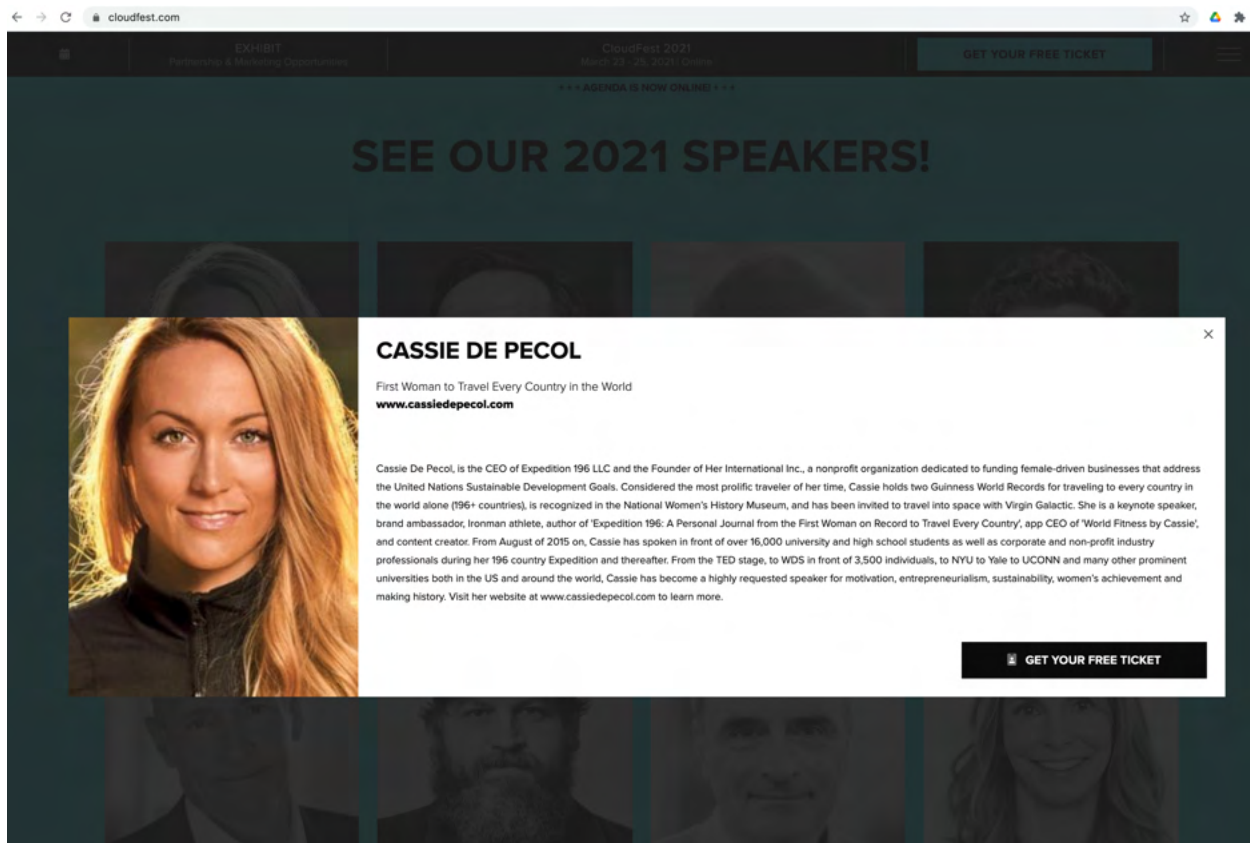 cloudfest.com
EXHIBIT
Partnership & Marketing Opportunities
CloudFest 2021
March 23 - 25, 2021 | Online
GET YOUR FREE TICKET
+ + + AGENDA IS NOW ONLINE! + + +
SEE OUR 2021 SPEAKERS!
CASSIE DE PECOL
First Woman to Travel Every Country in the World
www.cassiedepecol.com
Cassie De Pecol, is the CEO of Expedition 196 LLC and the Founder of Her International Inc., a nonprofit organization dedicated to funding female-driven businesses that address
the United Nations Sustainable Development Goals. Considered the most prolific traveler of her time, Cassie holds two Guinness World Records for traveling to every country in
the world alone (196+ countries), is recognized in the National Women's History Museum, and has been invited to travel into space with Virgin Galactic. She is a keynote speaker,
brand ambassador, Ironman athlete, author of 'Expedition 196: A Personal Journal from the First Woman on Record to Travel Every Country', app CEO of 'World Fitness by Cassie',
and content creator. From August of 2015 on, Cassie has spoken in front of over 16,000 university and high school students as well as corporate and non-profit industry
professionals during her 196 country Expedition and thereafter. From the TED stage, to WDS in front of 3,500 individuals, to NYU to Yale to UCONN and many other prominent
universities both in the US and around the world, Cassie has become a highly requested speaker for motivation, entrepreneurialism, sustainability, women's achievement and
making history. Visit her website at www.cassiedepecol.com to learn more.
GET YOUR FREE TICKET